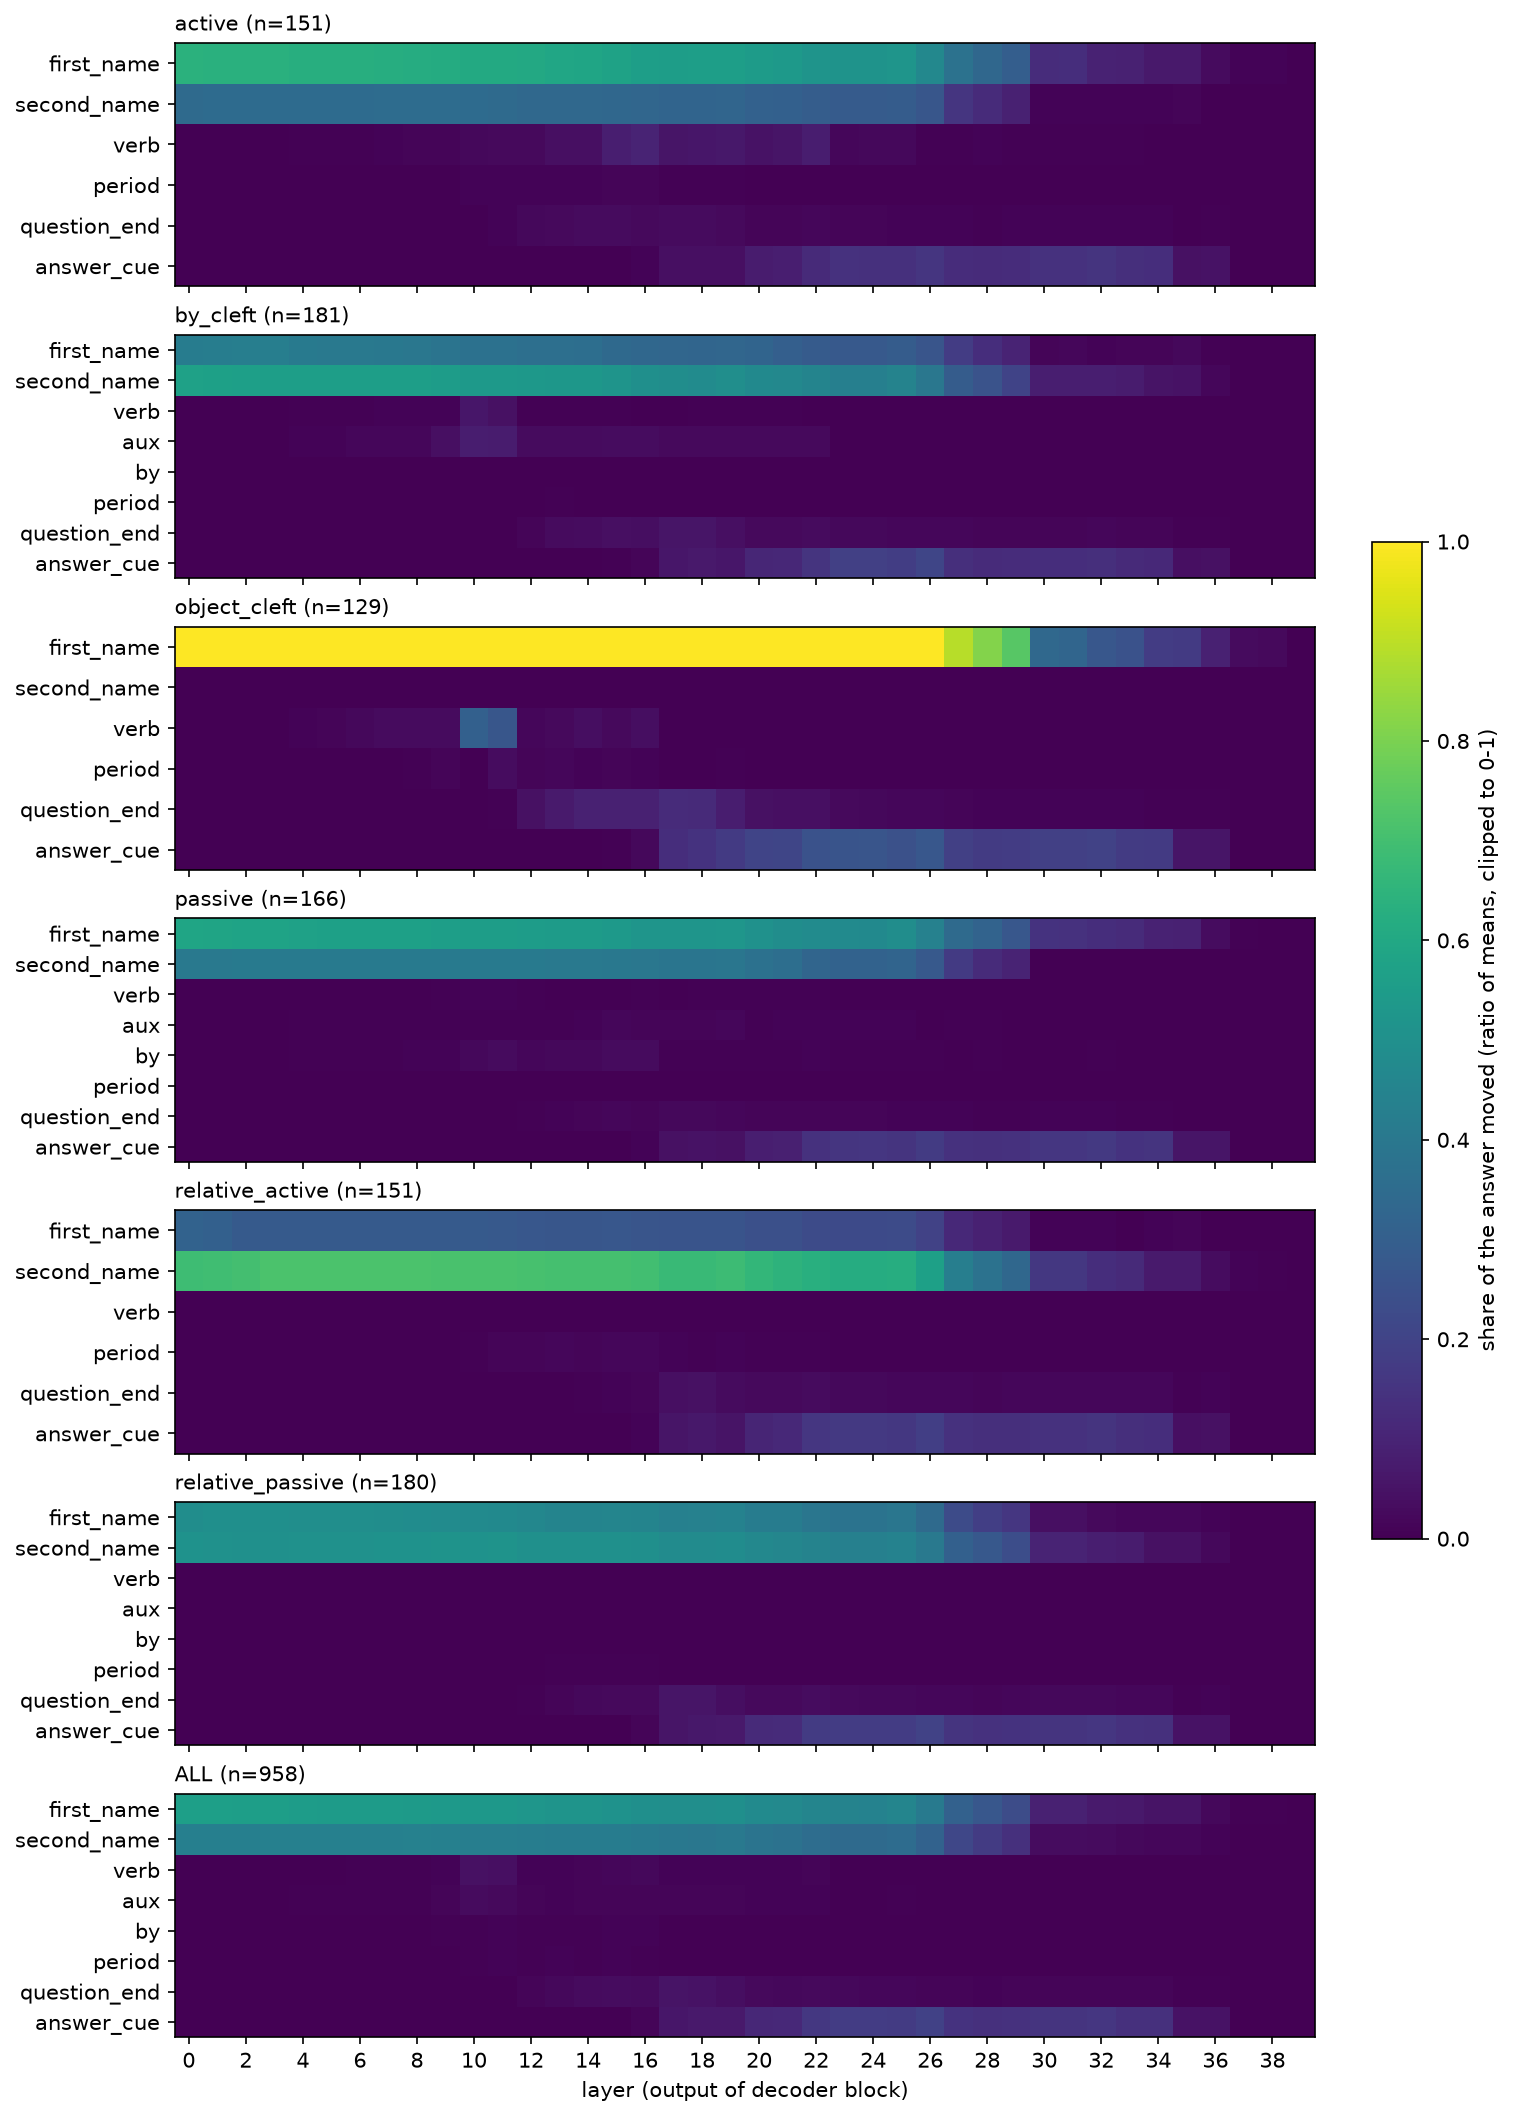 active (n=151)
first_name
second_name
verb
period
question_end
answer_cue
by_cleft (n=181)
first_name
second_name
verb
aux
by
period
question_end
answer_cue
object_cleft (n=129)
first_name
second_name
verb
period
question_end
answer_cue
passive (n=166)
first_name
second_name
verb
aux
by
period
question_end
answer_cue
relative_active (n=151)
first_name
second_name
verb
period
question_end
answer_cue
relative_passive (n=180)
first_name
second_name
verb
aux
by
period
question_end
answer_cue
ALL (n=958)
first_name
second_name
verb
aux
by
period
question_end
answer_cue
0 2 4 6 8 10 12 14 16 18 20 22 24 26 28 30 32 34 36 38
layer (output of decoder block)
1.0
0.8
0.6
0.4
0.2
0.0
share of the answer moved (ratio of means, clipped to 0-1)